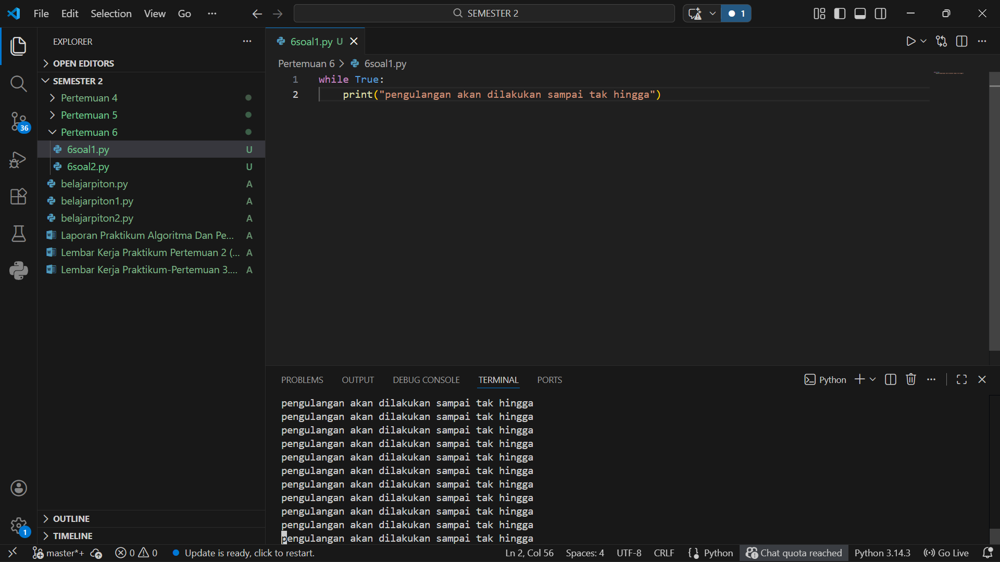 File Edit Selection View Go ··· SEMESTER 2 1
EXPLORER
OPEN EDITORS
SEMESTER 2
Pertemuan 4
Pertemuan 5
Pertemuan 6
6soal1.py U
6soal2.py U
belajarpiton.py A
belajarpiton1.py A
belajarpiton2.py A
Laporan Praktikum Algoritma Dan Pe... A
Lembar Kerja Praktikum Pertemuan 2 (... A
Lembar Kerja Praktikum-Pertemuan 3.... A
OUTLINE
TIMELINE
36
1
6soal1.py U
Pertemuan 6 > 6soal1.py
1 while True:
2 print("pengulangan akan dilakukan sampai tak hingga")
PROBLEMS OUTPUT DEBUG CONSOLE TERMINAL PORTS Python
pengulangan akan dilakukan sampai tak hingga
pengulangan akan dilakukan sampai tak hingga
pengulangan akan dilakukan sampai tak hingga
pengulangan akan dilakukan sampai tak hingga
pengulangan akan dilakukan sampai tak hingga
pengulangan akan dilakukan sampai tak hingga
pengulangan akan dilakukan sampai tak hingga
pengulangan akan dilakukan sampai tak hingga
pengulangan akan dilakukan sampai tak hingga
pengulangan akan dilakukan sampai tak hingga
pengulangan akan dilakukan sampai tak hingga
master*+ 0 0 Update is ready, click to restart. Ln 2, Col 56 Spaces: 4 UTF-8 CRLF Python Chat quota reached Python 3.14.3 Go Live